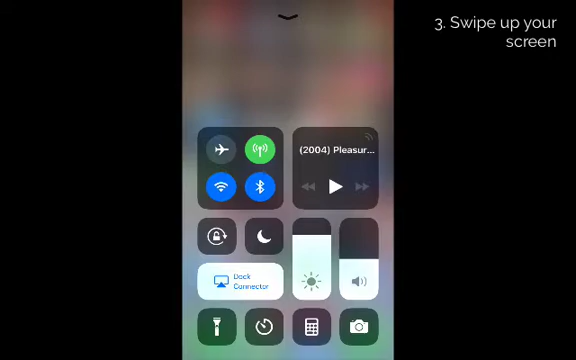 3. Swipe up your
screen
(2004) Pleasur...
Dock
Connector